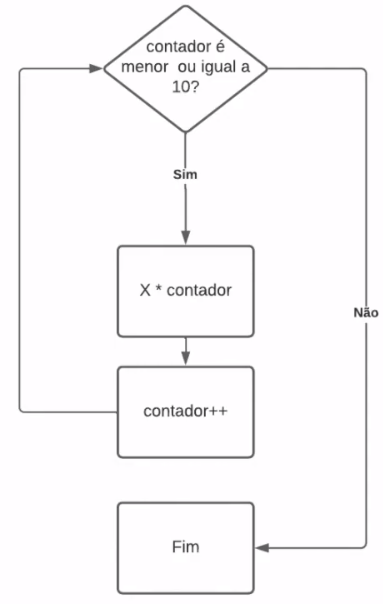 contador é
menor ou igual a
10?
Sim
X * contador
Não
contador++
Fim